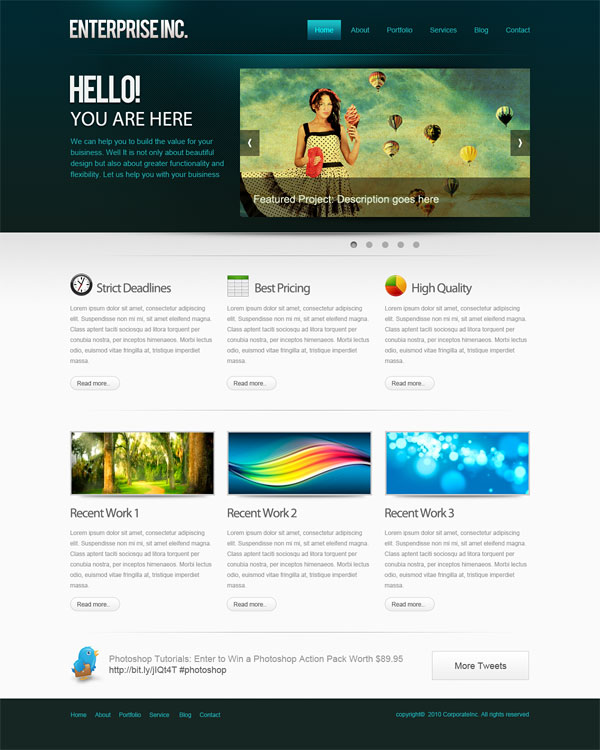 ENTERPRISE INC.
Home About Portfolio Services Blog Contact
HELLO!
YOU ARE HERE
We can help you to build the value for your
buisiness. Well It is not only about beautiful
design but also about greater functionality and
flexibility. Let us help you with your buisiness
Featured Project: Description goes here
Strict Deadlines
Lorem ipsum dolor sit amet, consectetur adipiscing
elit. Suspendisse non mi mi, sit amet eleifend magna.
Class aptent taciti sociosqu ad litora torquent per
conubia nostra, per inceptos himenaeos. Morbi lectus
odio, euismod vitae fringilla at, tristique imperdiet
massa.
Read more..
Best Pricing
Lorem ipsum dolor sit amet, consectetur adipiscing
elit. Suspendisse non mi mi, sit amet eleifend magna.
Class aptent taciti sociosqu ad litora torquent per
conubia nostra, per inceptos himenaeos. Morbi lectus
odio, euismod vitae fringilla at, tristique imperdiet
massa.
Read more..
High Quality
Lorem ipsum dolor sit amet, consectetur adipiscing
elit. Suspendisse non mi mi, sit amet eleifend magna.
Class aptent taciti sociosqu ad litora torquent per
conubia nostra, per inceptos himenaeos. Morbi lectus
odio, euismod vitae fringilla at, tristique imperdiet
massa.
Read more..
Recent Work 1
Lorem ipsum dolor sit amet, consectetur adipiscing
elit. Suspendisse non mi mi, sit amet eleifend magna.
Class aptent taciti sociosqu ad litora torquent per
conubia nostra, per inceptos himenaeos. Morbi lectus
odio, euismod vitae fringilla at, tristique imperdiet
massa.
Read more..
Recent Work 2
Lorem ipsum dolor sit amet, consectetur adipiscing
elit. Suspendisse non mi mi, sit amet eleifend magna.
Class aptent taciti sociosqu ad litora torquent per
conubia nostra, per inceptos himenaeos. Morbi lectus
odio, euismod vitae fringilla at, tristique imperdiet
massa.
Read more..
Recent Work 3
Lorem ipsum dolor sit amet, consectetur adipiscing
elit. Suspendisse non mi mi, sit amet eleifend magna.
Class aptent taciti sociosqu ad litora torquent per
conubia nostra, per inceptos himenaeos. Morbi lectus
odio, euismod vitae fringilla at, tristique imperdiet
massa.
Read more..
Photoshop Tutorials: Enter to Win a Photoshop Action Pack Worth $89.95
http://bit.ly/jIQt4T #photoshop
More Tweets
Home About Portfolio Service Blog Contact
copyright© 2010 CorporateInc. All rights reserved